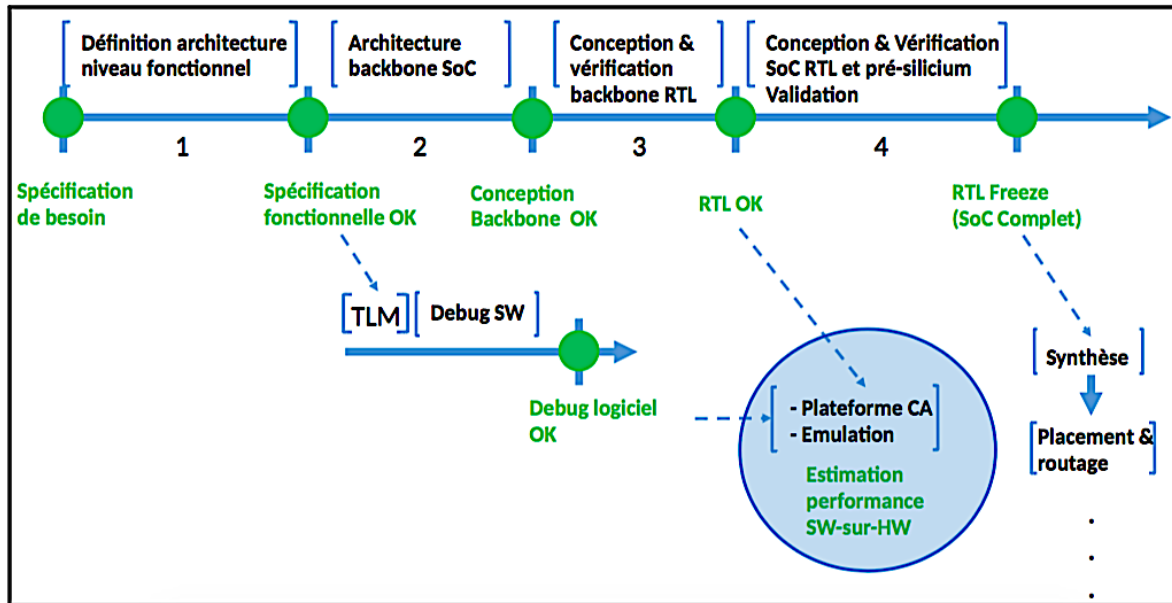 Définition architecture
niveau fonctionnel
Architecture
backbone SoC
Conception &
vérification
backbone RTL
Conception & Vérification
SoC RTL et pré-silicium
Validation
1
2
3
4
Spécification
de besoin
Spécification
fonctionnelle OK
Conception
Backbone OK
RTL OK
RTL Freeze
(SoC Complet)
TLM
Debug SW
Debug logiciel
OK
- Plateforme CA
- Emulation
Estimation
performance
SW-sur-HW
Synthèse
Placement &
routage
.
.
.